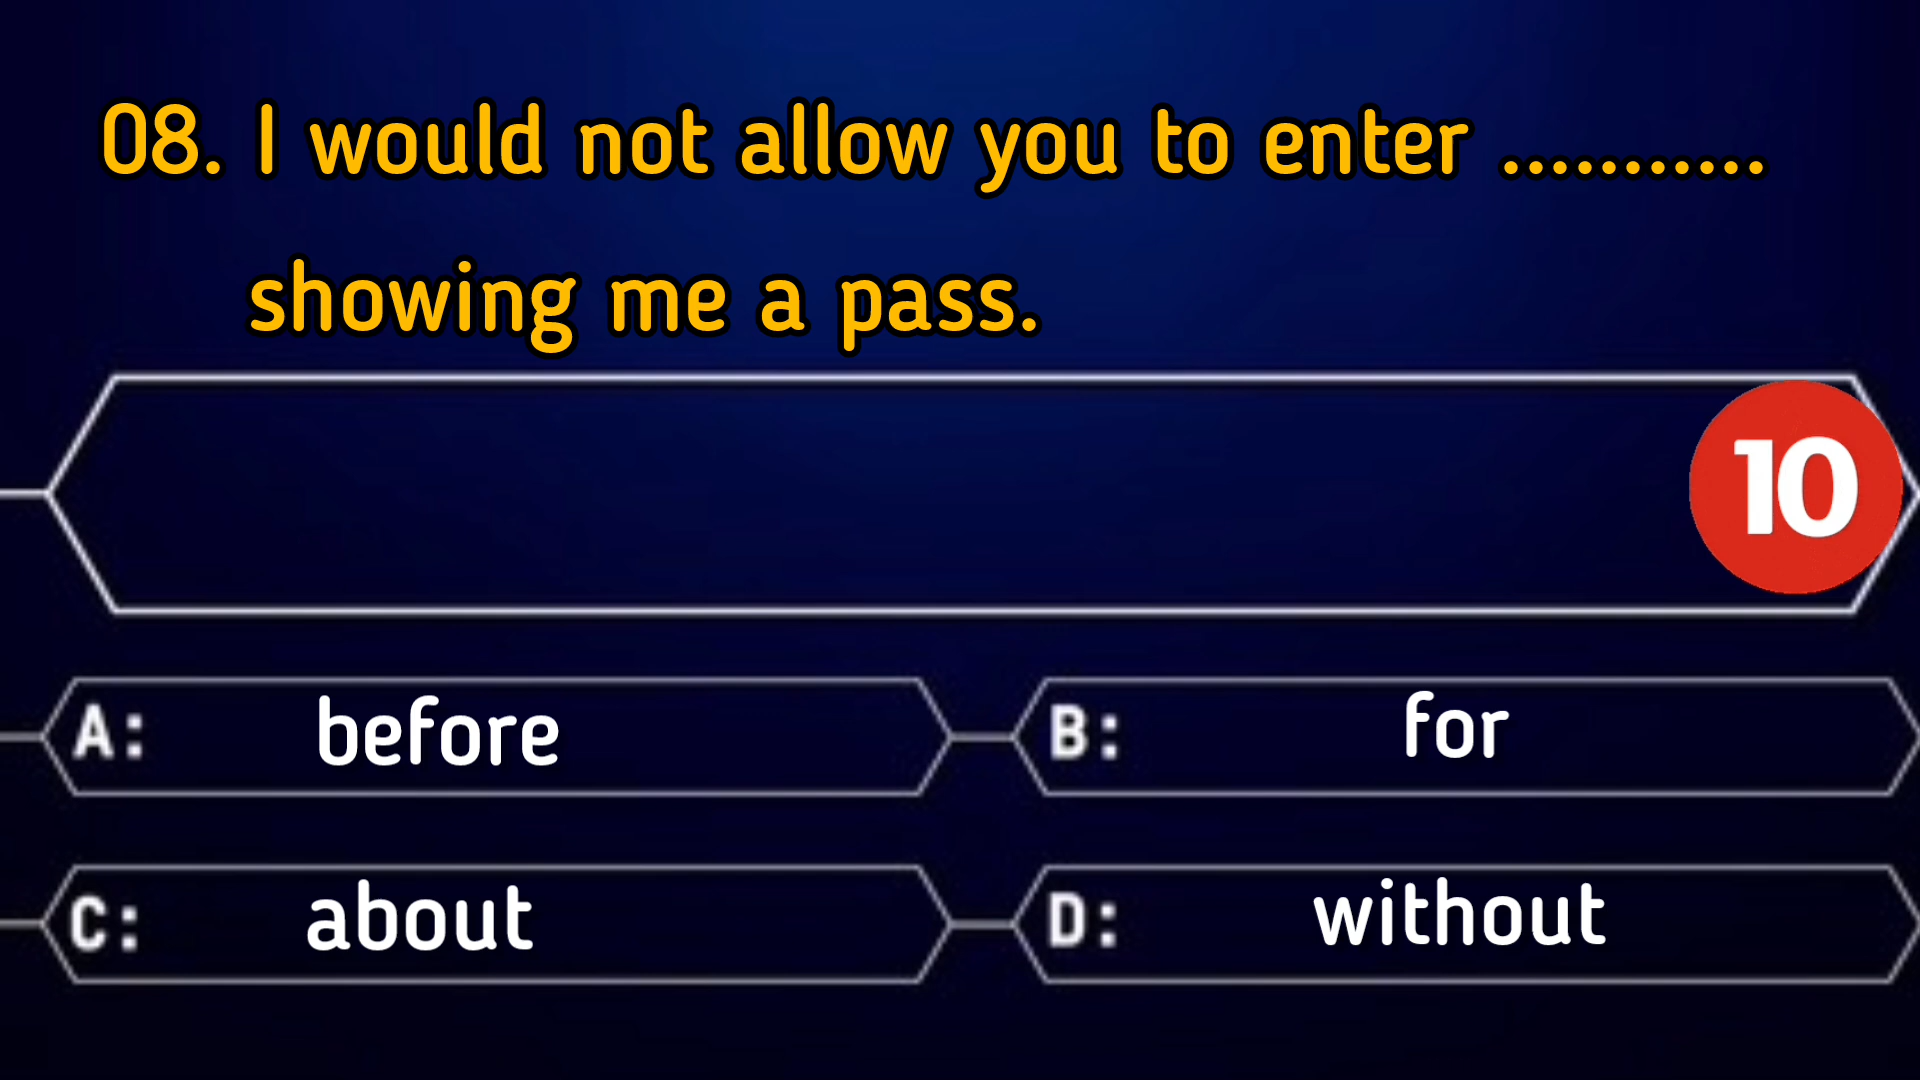 08. I would not allow you to enter ...........
showing me a pass.
10
A: before
B: for
C: about
D: without